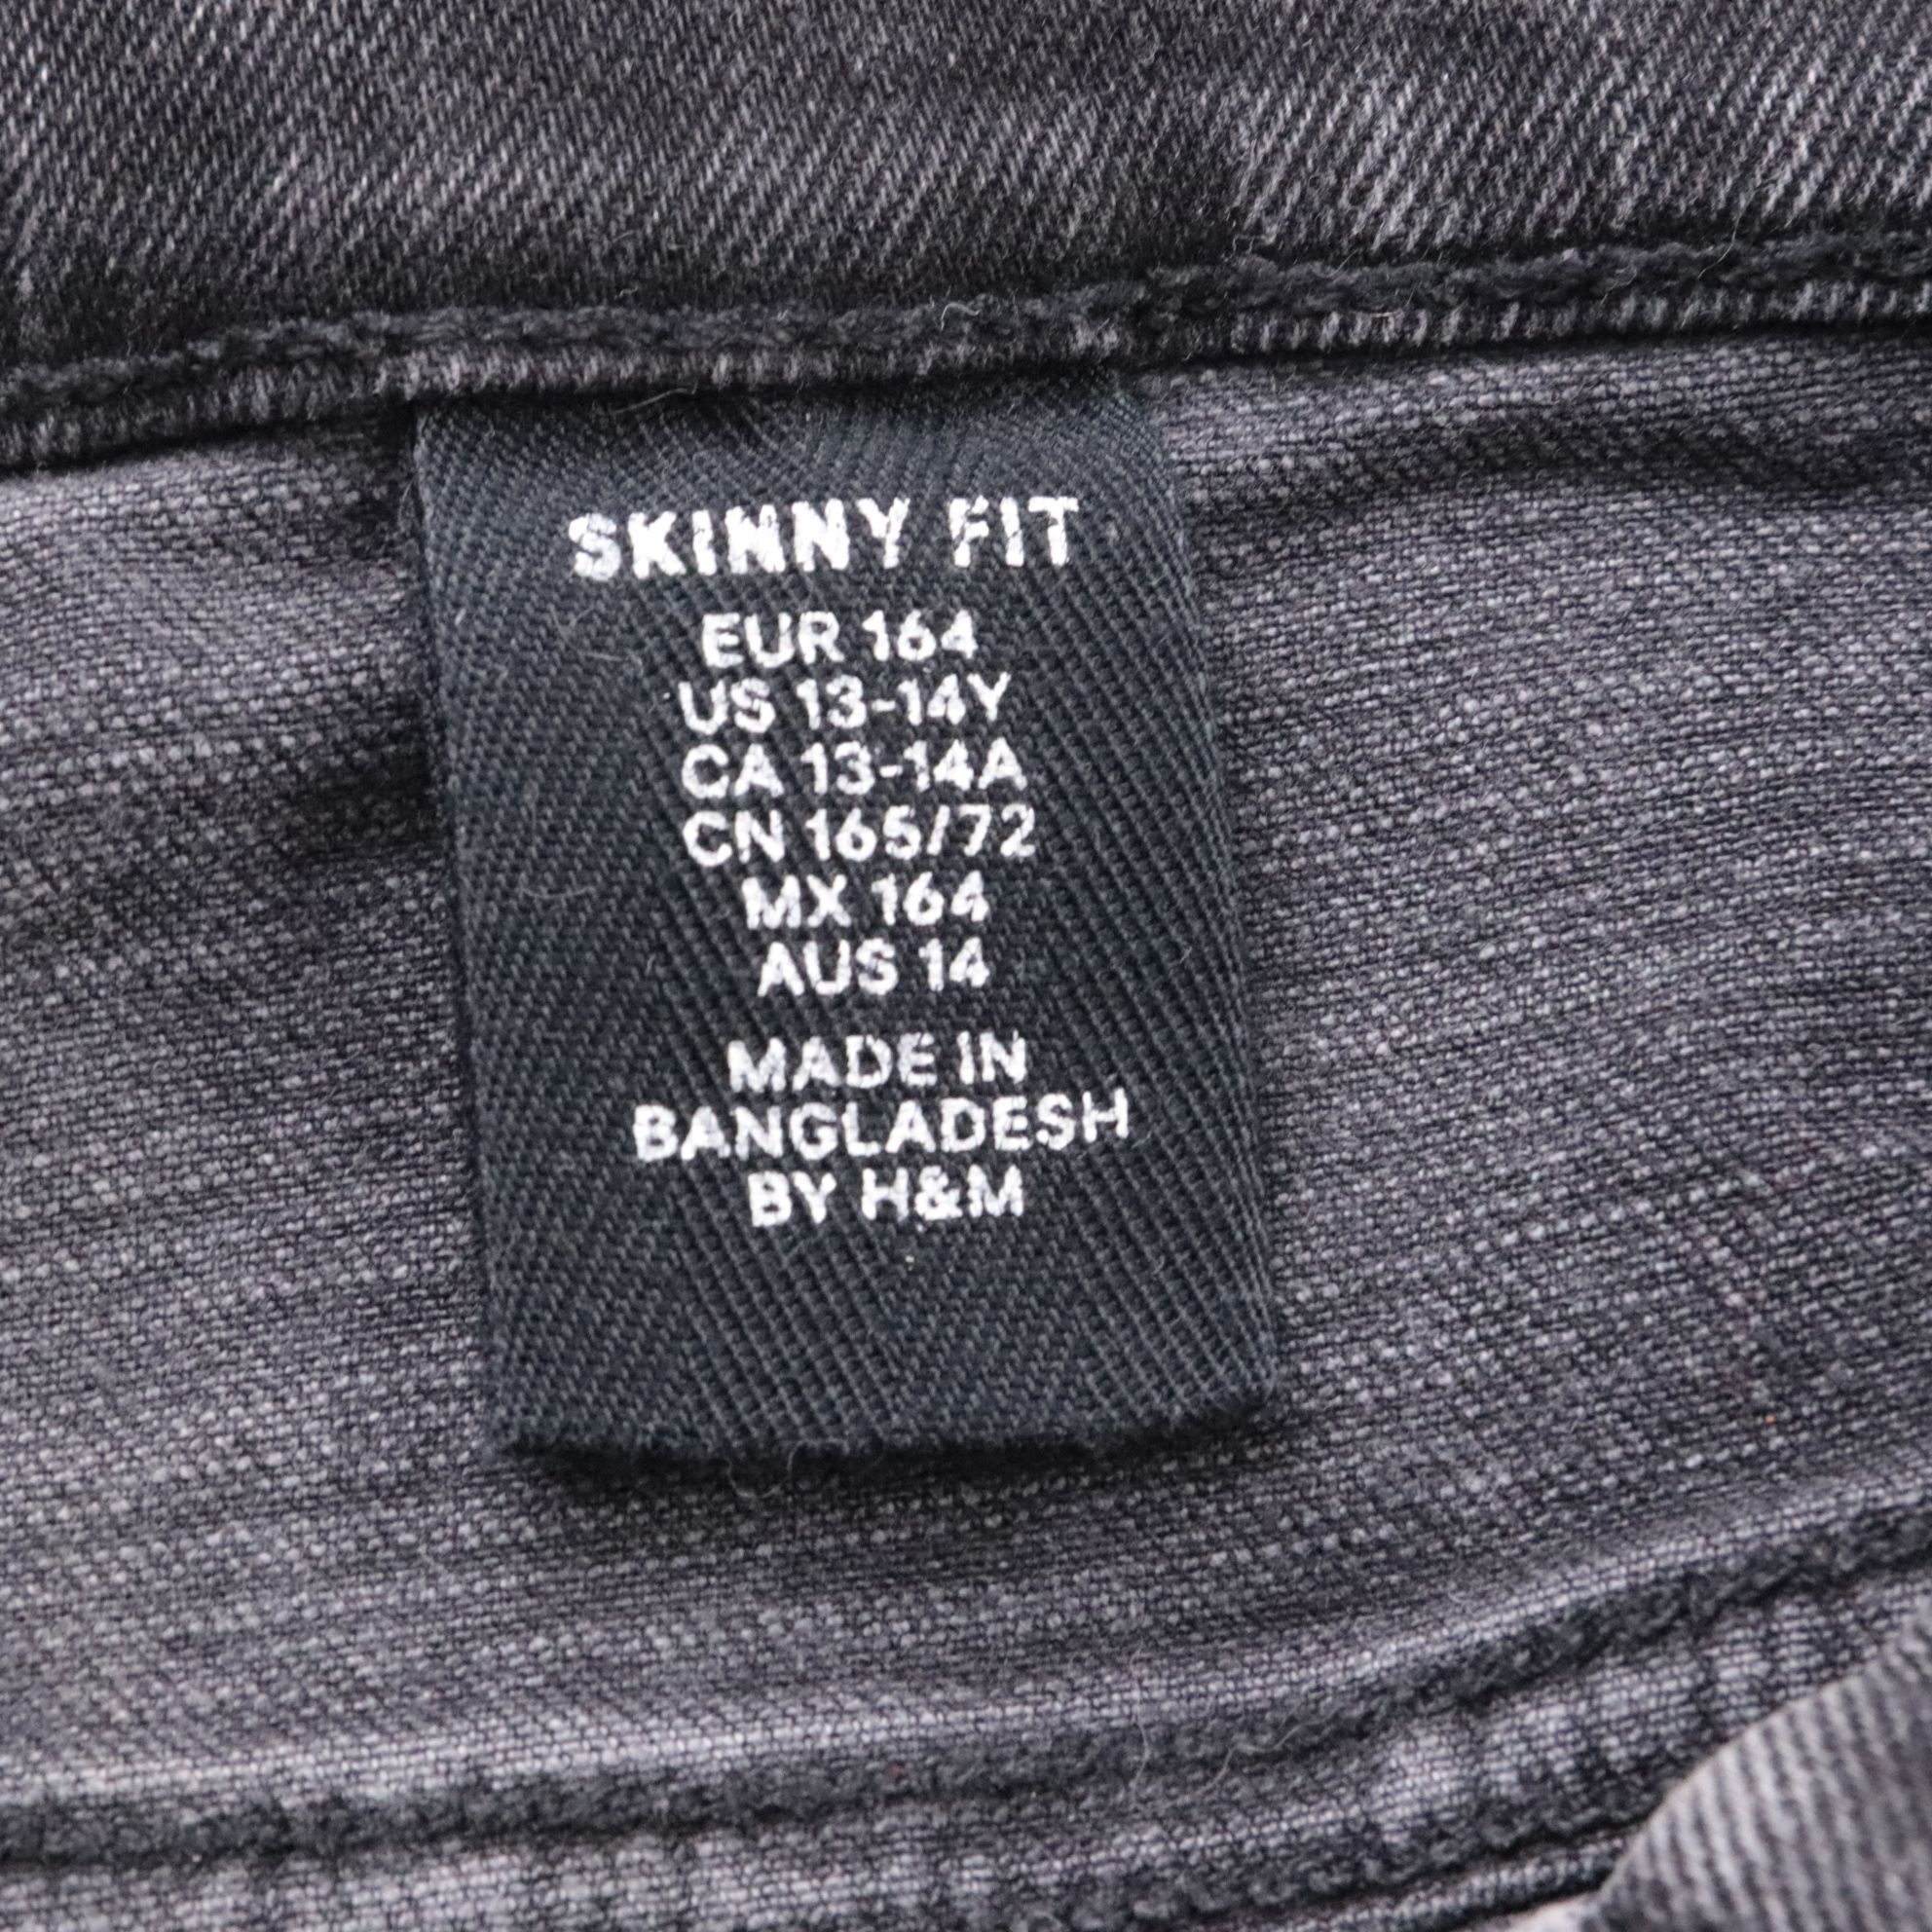 SKINNY FIT
EUR 164
US 13-14Y
CA 13-14A
CN 165/72
MX 164
AUS 14
MADE IN
BANGLADESH
BY H&M